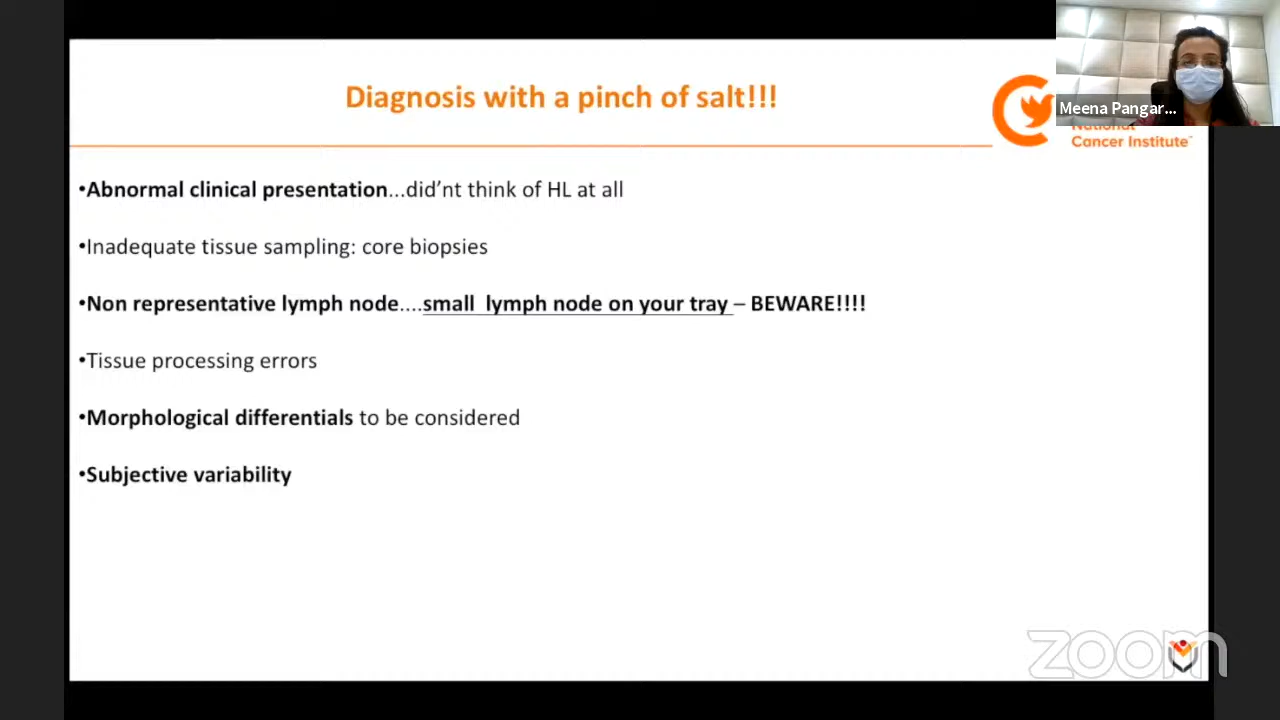 Diagnosis with a pinch of salt!!!
Meena Pangar...
National
Cancer Institute™
•Abnormal clinical presentation...did'nt think of HL at all
•Inadequate tissue sampling: core biopsies
•Non representative lymph node....small lymph node on your tray – BEWARE!!!!
•Tissue processing errors
•Morphological differentials to be considered
•Subjective variability
zoom